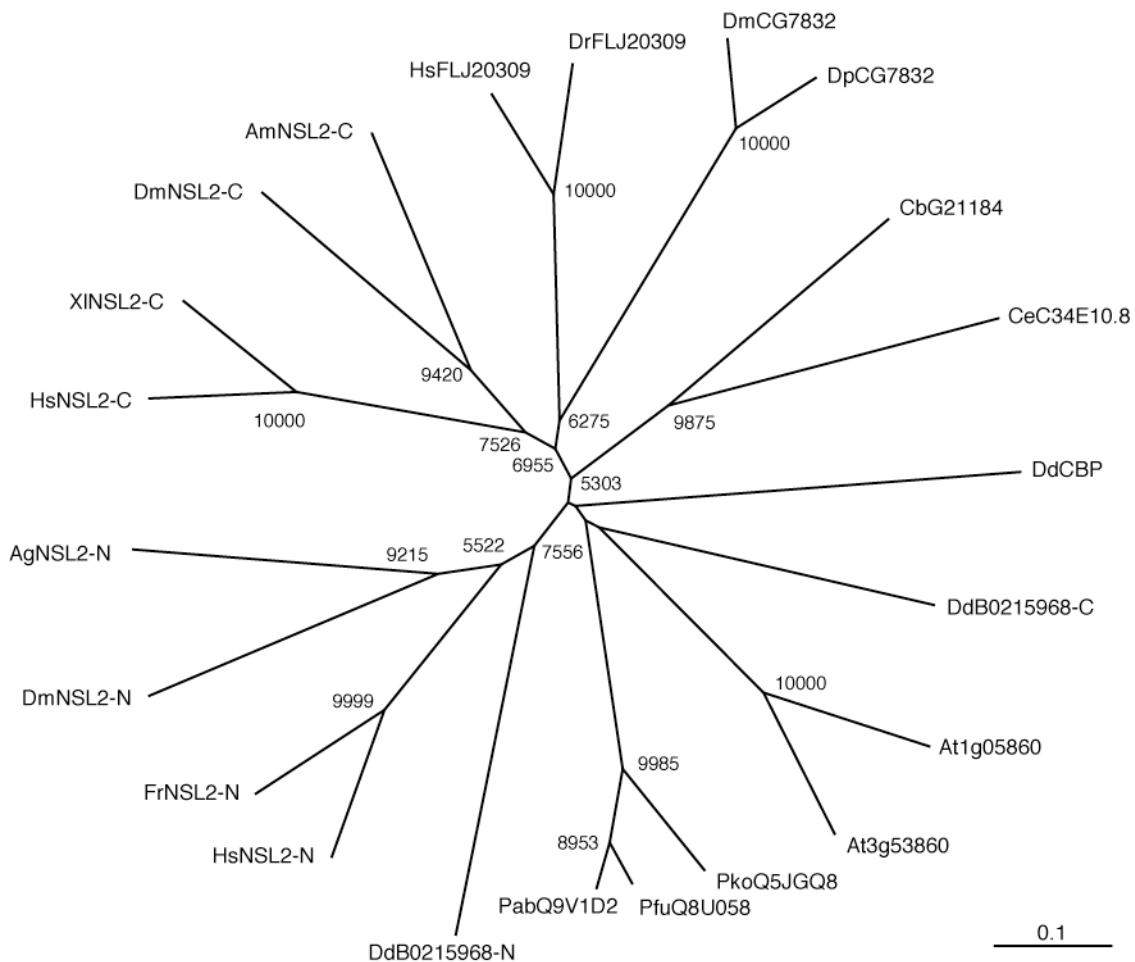 DmCG7832
DrFLJ20309
HsFLJ20309
DpCG7832
AmNSL2-C
10000
DmNSL2-C
10000
CbG21184
XlNSL2-C
CeC34E10.8
9420
HsNSL2-C
10000
6275
9875
7526
6955
DdCBP
5303
AgNSL2-N
9215
5522
7556
DdB0215968-C
10000
DmNSL2-N
9999
At1g05860
9985
FrNSL2-N
8953
At3g53860
HsNSL2-N
PkoQ5JGQ8
PabQ9V1D2
PfuQ8U058
0.1
DdB0215968-N